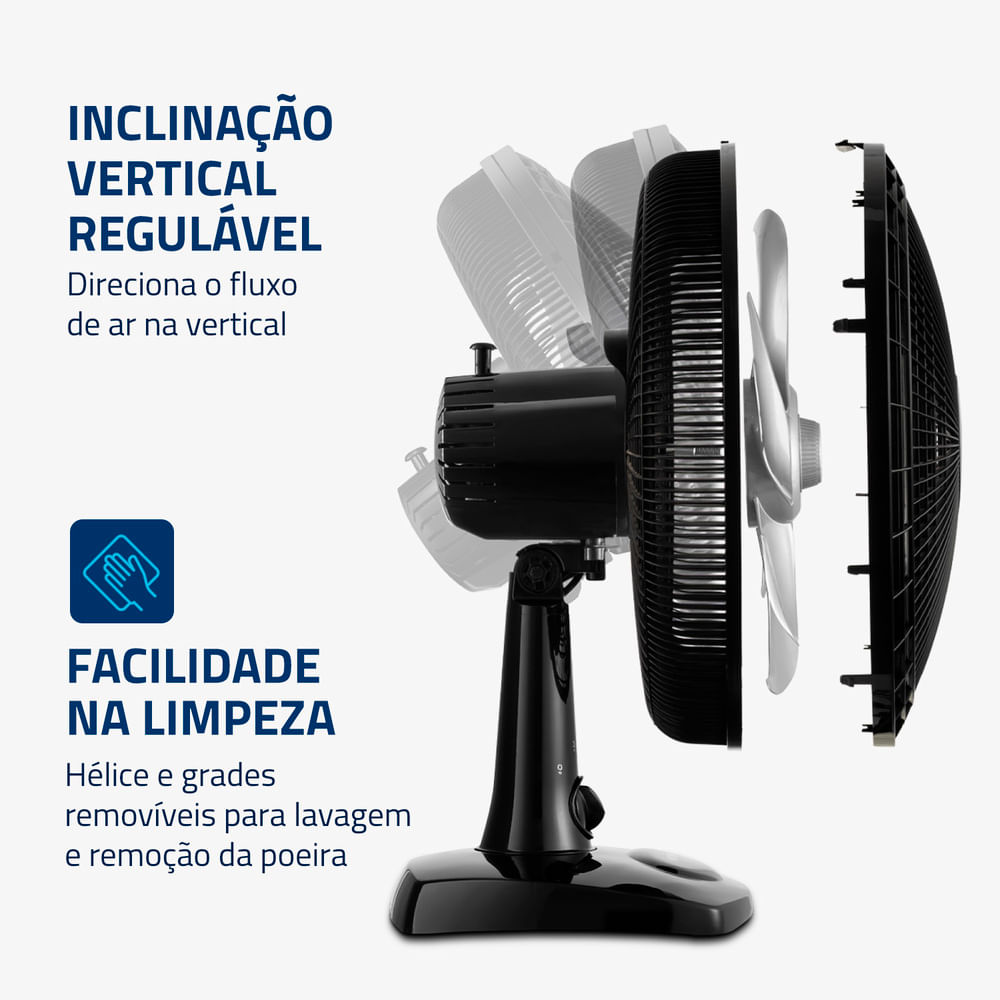 INCLINAÇÃO
VERTICAL
REGULÁVEL
Direciona o fluxo
de ar na vertical
FACILIDADE
NA LIMPEZA
Hélice e grades
removíveis para lavagem
e remoção da poeira